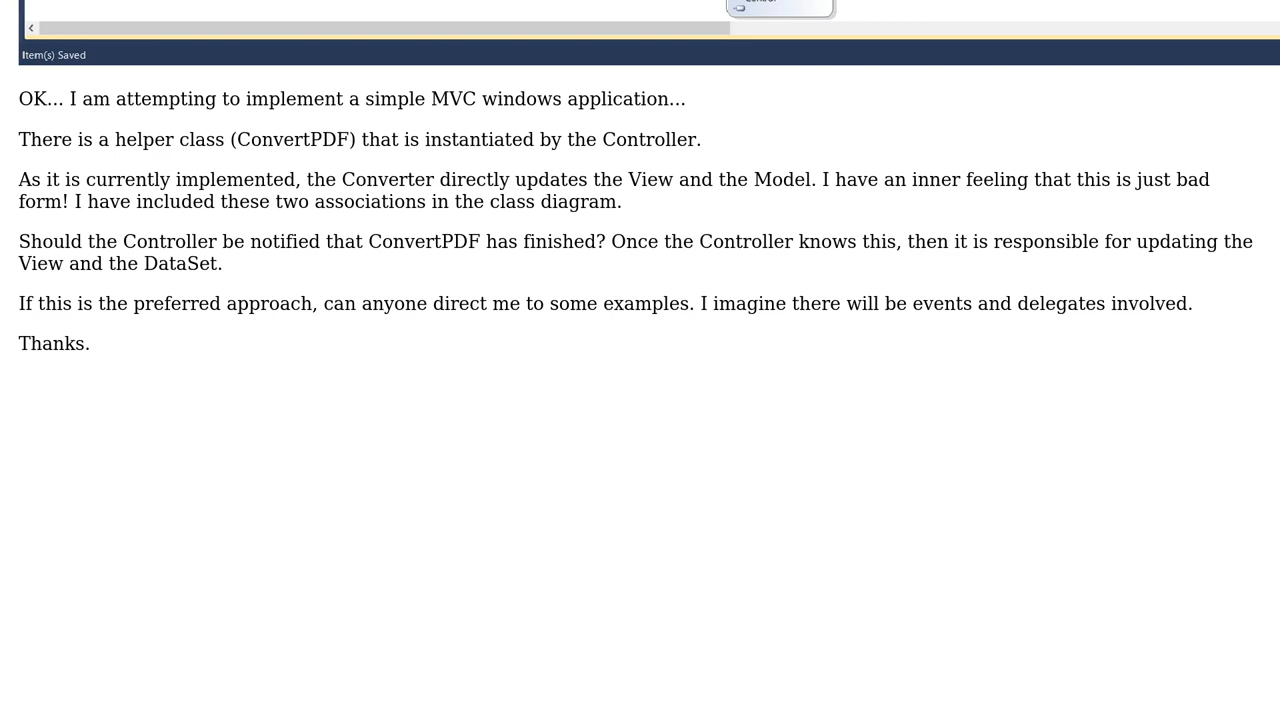 Item(s) Saved
OK... I am attempting to implement a simple MVC windows application...
There is a helper class (ConvertPDF) that is instantiated by the Controller.
As it is currently implemented, the Converter directly updates the View and the Model. I have an inner feeling that this is just bad
form! I have included these two associations in the class diagram.
Should the Controller be notified that ConvertPDF has finished? Once the Controller knows this, then it is responsible for updating the
View and the DataSet.
If this is the preferred approach, can anyone direct me to some examples. I imagine there will be events and delegates involved.
Thanks.